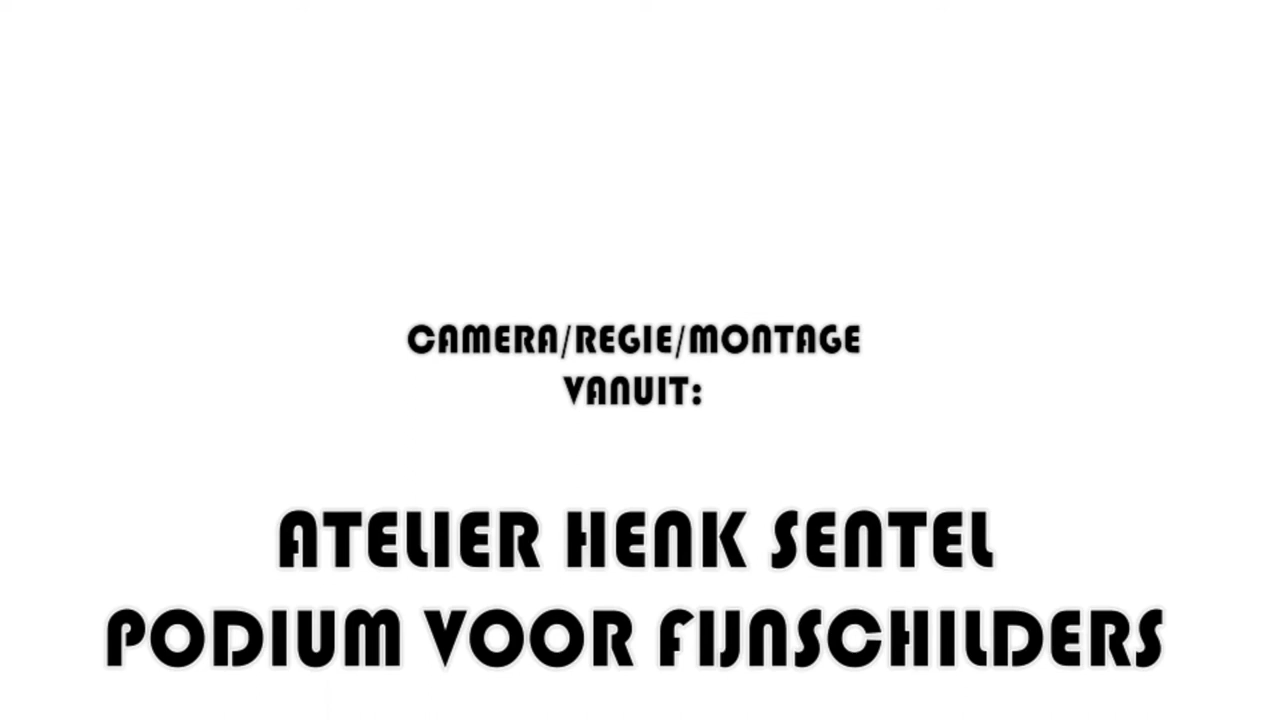 CAMERA/REGIE/MONTAGE
VANUIT:
ATELIER HENK SENTEL
PODIUM VOOR FIJNSCHILDERS